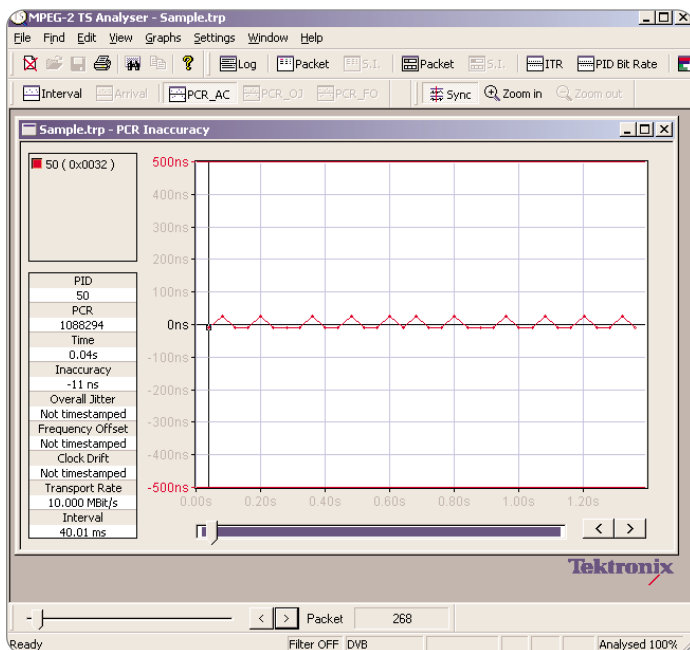 MPEG-2 TS Analyser - Sample.trp
File Find Edit View Graphs Settings Window Help
Log Packet S.I. Packet S.I. ITR PID Bit Rate
Interval Arrival PCR_AC PCR_OJ PCR_FO Sync Zoom in Zoom out
Sample.trp - PCR Inaccuracy
50 ( 0x0032 )
PID
50
PCR
1088294
Time
0.04s
Inaccuracy
-11 ns
Overall Jitter
Not timestamped
Frequency Offset
Not timestamped
Clock Drift
Not timestamped
Transport Rate
10.000 MBit/s
Interval
40.01 ms
500ns
400ns
300ns
200ns
100ns
0ns
-100ns
-200ns
-300ns
-400ns
-500ns
0.00s 0.20s 0.40s 0.60s 0.80s 1.00s 1.20s
< >
Tektronix
< > Packet 268
Ready Filter OFF DVB Analysed 100%